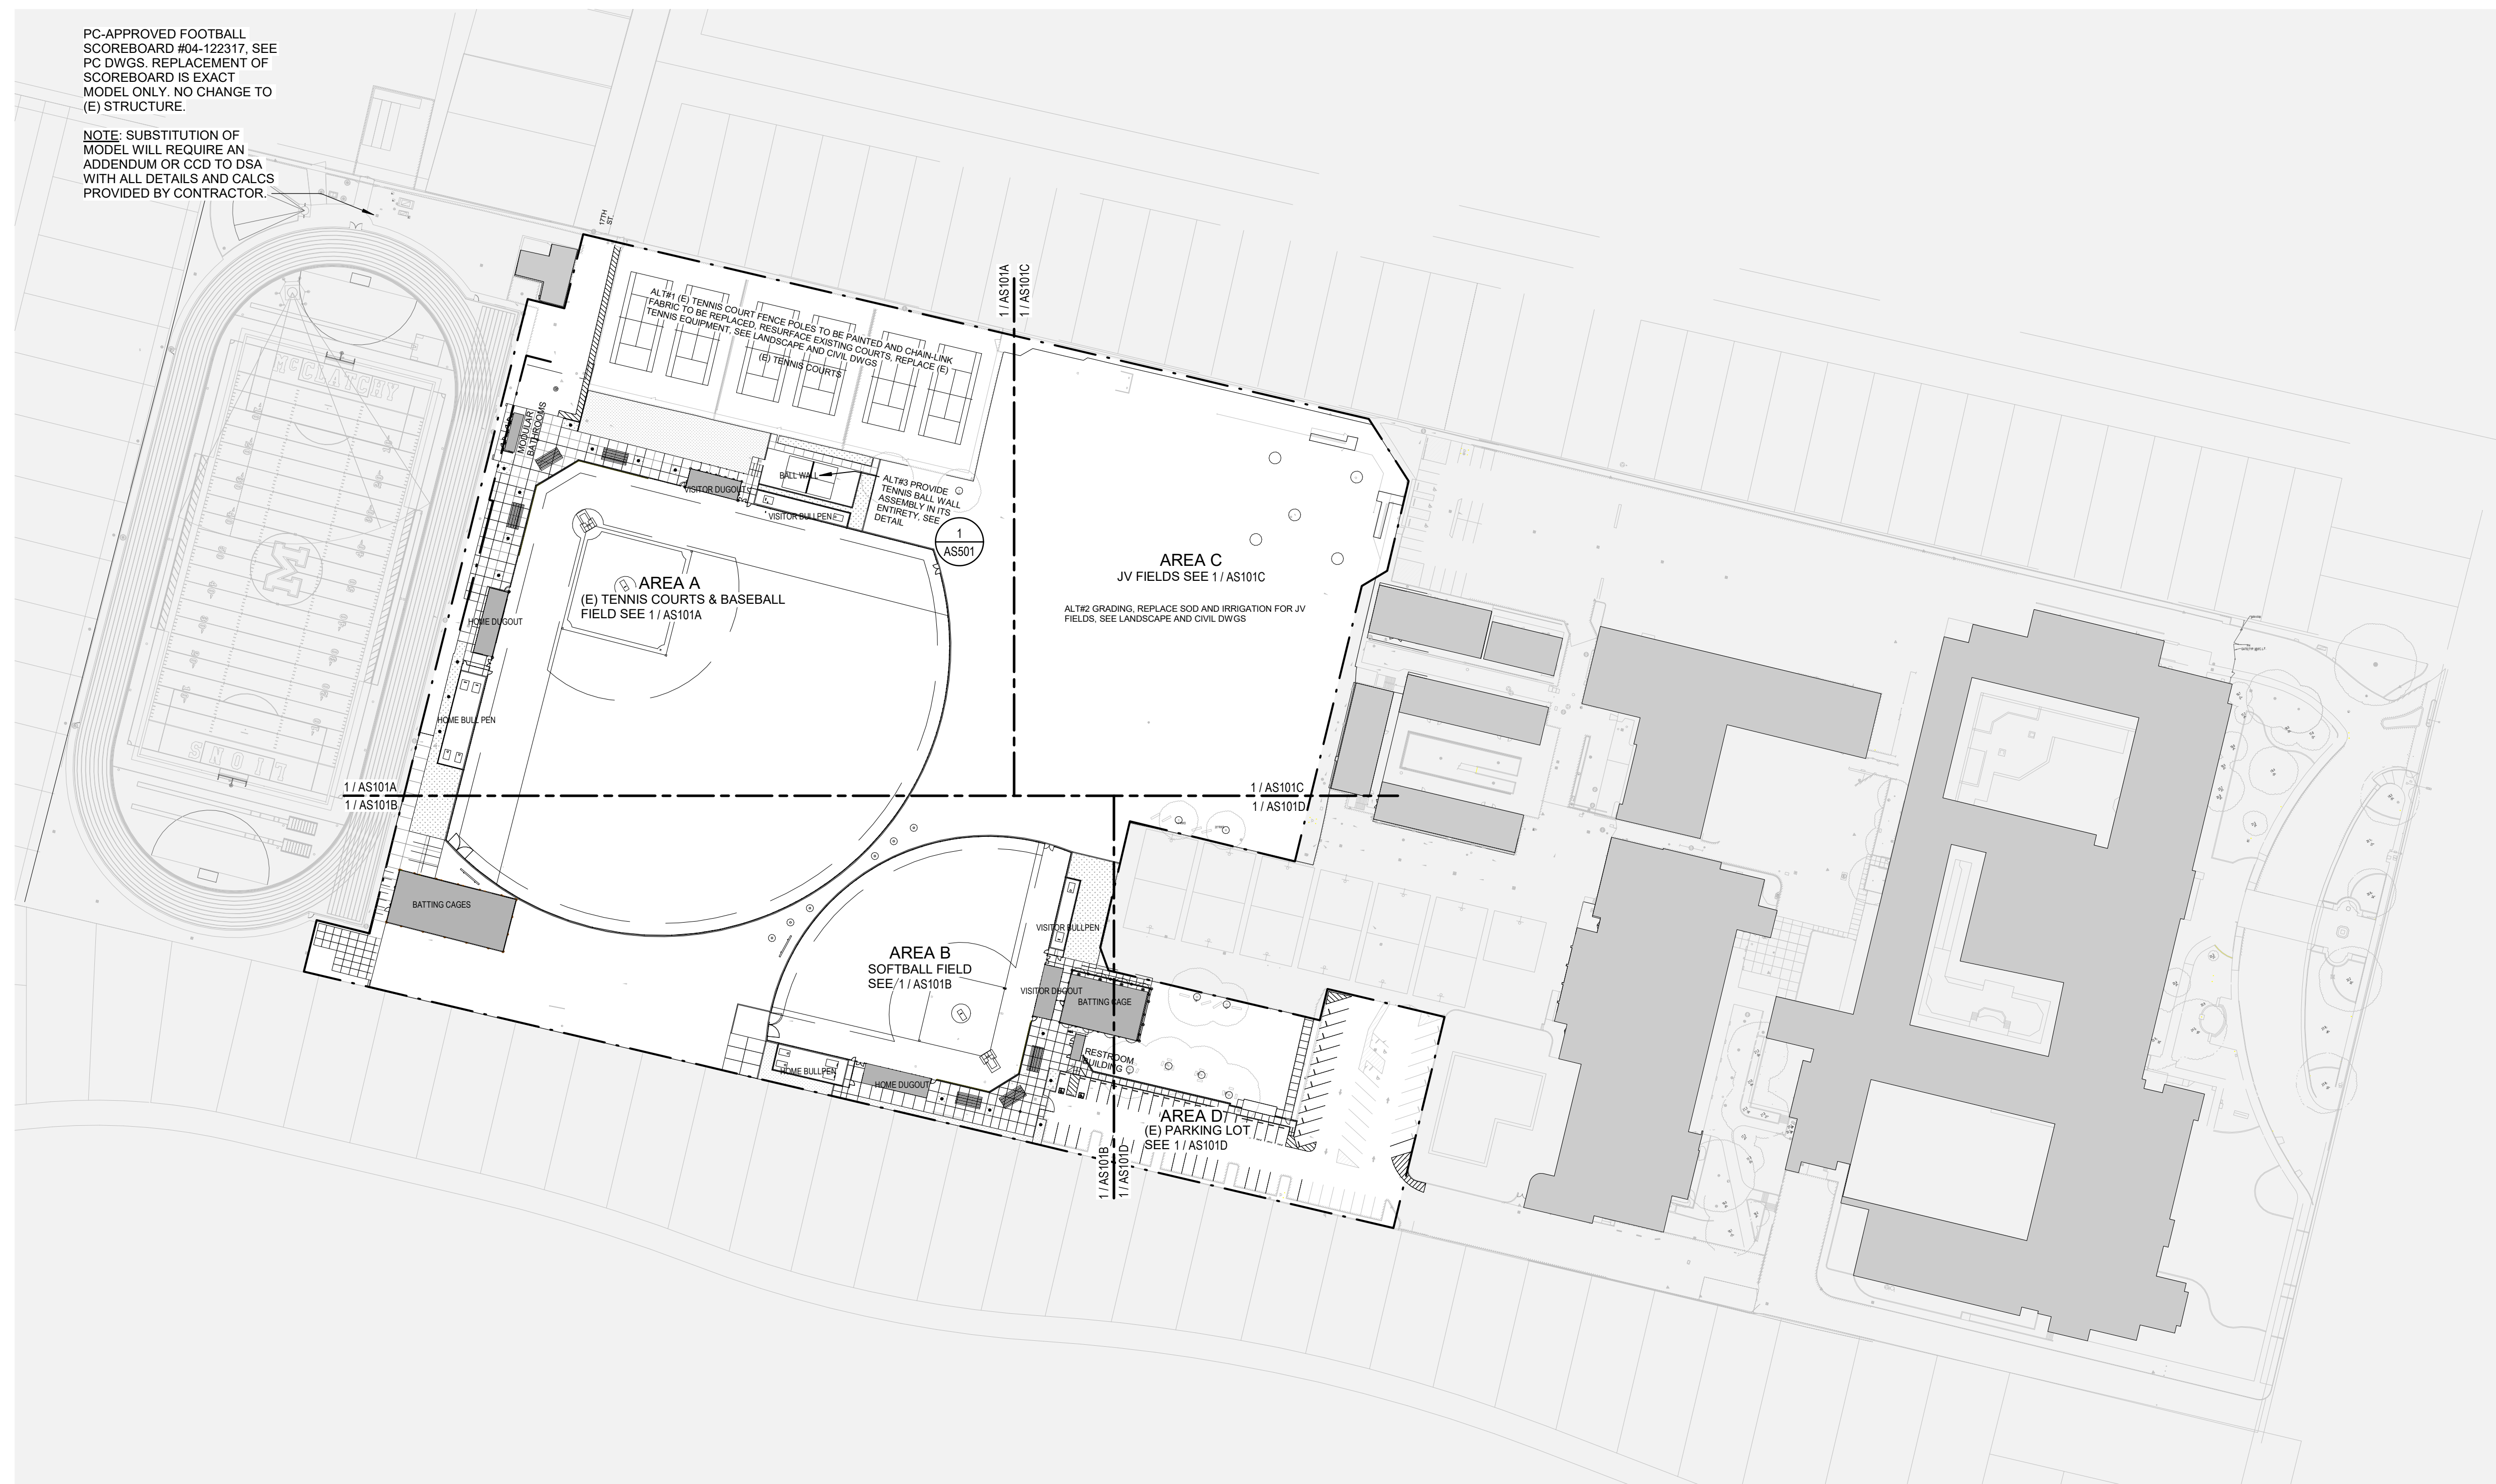 PC-APPROVED FOOTBALL
SCOREBOARD #04-122317, SEE
PC DWGS. REPLACEMENT OF
SCOREBOARD IS EXACT
MODEL ONLY. NO CHANGE TO
(E) STRUCTURE.
NOTE: SUBSTITUTION OF
MODEL WILL REQUIRE AN
ADDENDUM OR CCD TO DSA
WITH ALL DETAILS AND CALCS
PROVIDED BY CONTRACTOR.
17TH
ST.
1 / AS101A
1 / AS101C
ALT#1 (E) TENNIS COURT FENCE POLES TO BE PAINTED AND CHAIN-LINK
FABRIC TO BE REPLACED, RESURFACE EXISTING COURTS, REPLACE (E)
TENNIS EQUIPMENT, SEE LANDSCAPE AND CIVIL DWGS
(E) TENNIS COURTS
McCLATCHY
MODULAR
BATHROOMS
BALL WALL
VISITOR DUGOUT
VISITOR BULLPEN
ALT#3 PROVIDE
TENNIS BALL WALL
ASSEMBLY IN ITS
ENTIRETY, SEE
DETAIL
1
AS501
M
AREA A
(E) TENNIS COURTS & BASEBALL
FIELD SEE 1 / AS101A
AREA C
JV FIELDS SEE 1 / AS101C
ALT#2 GRADING, REPLACE SOD AND IRRIGATION FOR JV
FIELDS, SEE LANDSCAPE AND CIVIL DWGS
HOME DUGOUT
HOME BULL PEN
LIONS
1 / AS101A
1 / AS101B
1 / AS101C
1 / AS101D
BATTING CAGES
VISITOR BULLPEN
AREA B
SOFTBALL FIELD
SEE 1 / AS101B
VISITOR DUGOUT
BATTING CAGE
RESTROOM
BUILDING
HOME BULLPEN
HOME DUGOUT
AREA D
(E) PARKING LOT
SEE 1 / AS101D
1 / AS101B
1 / AS101D